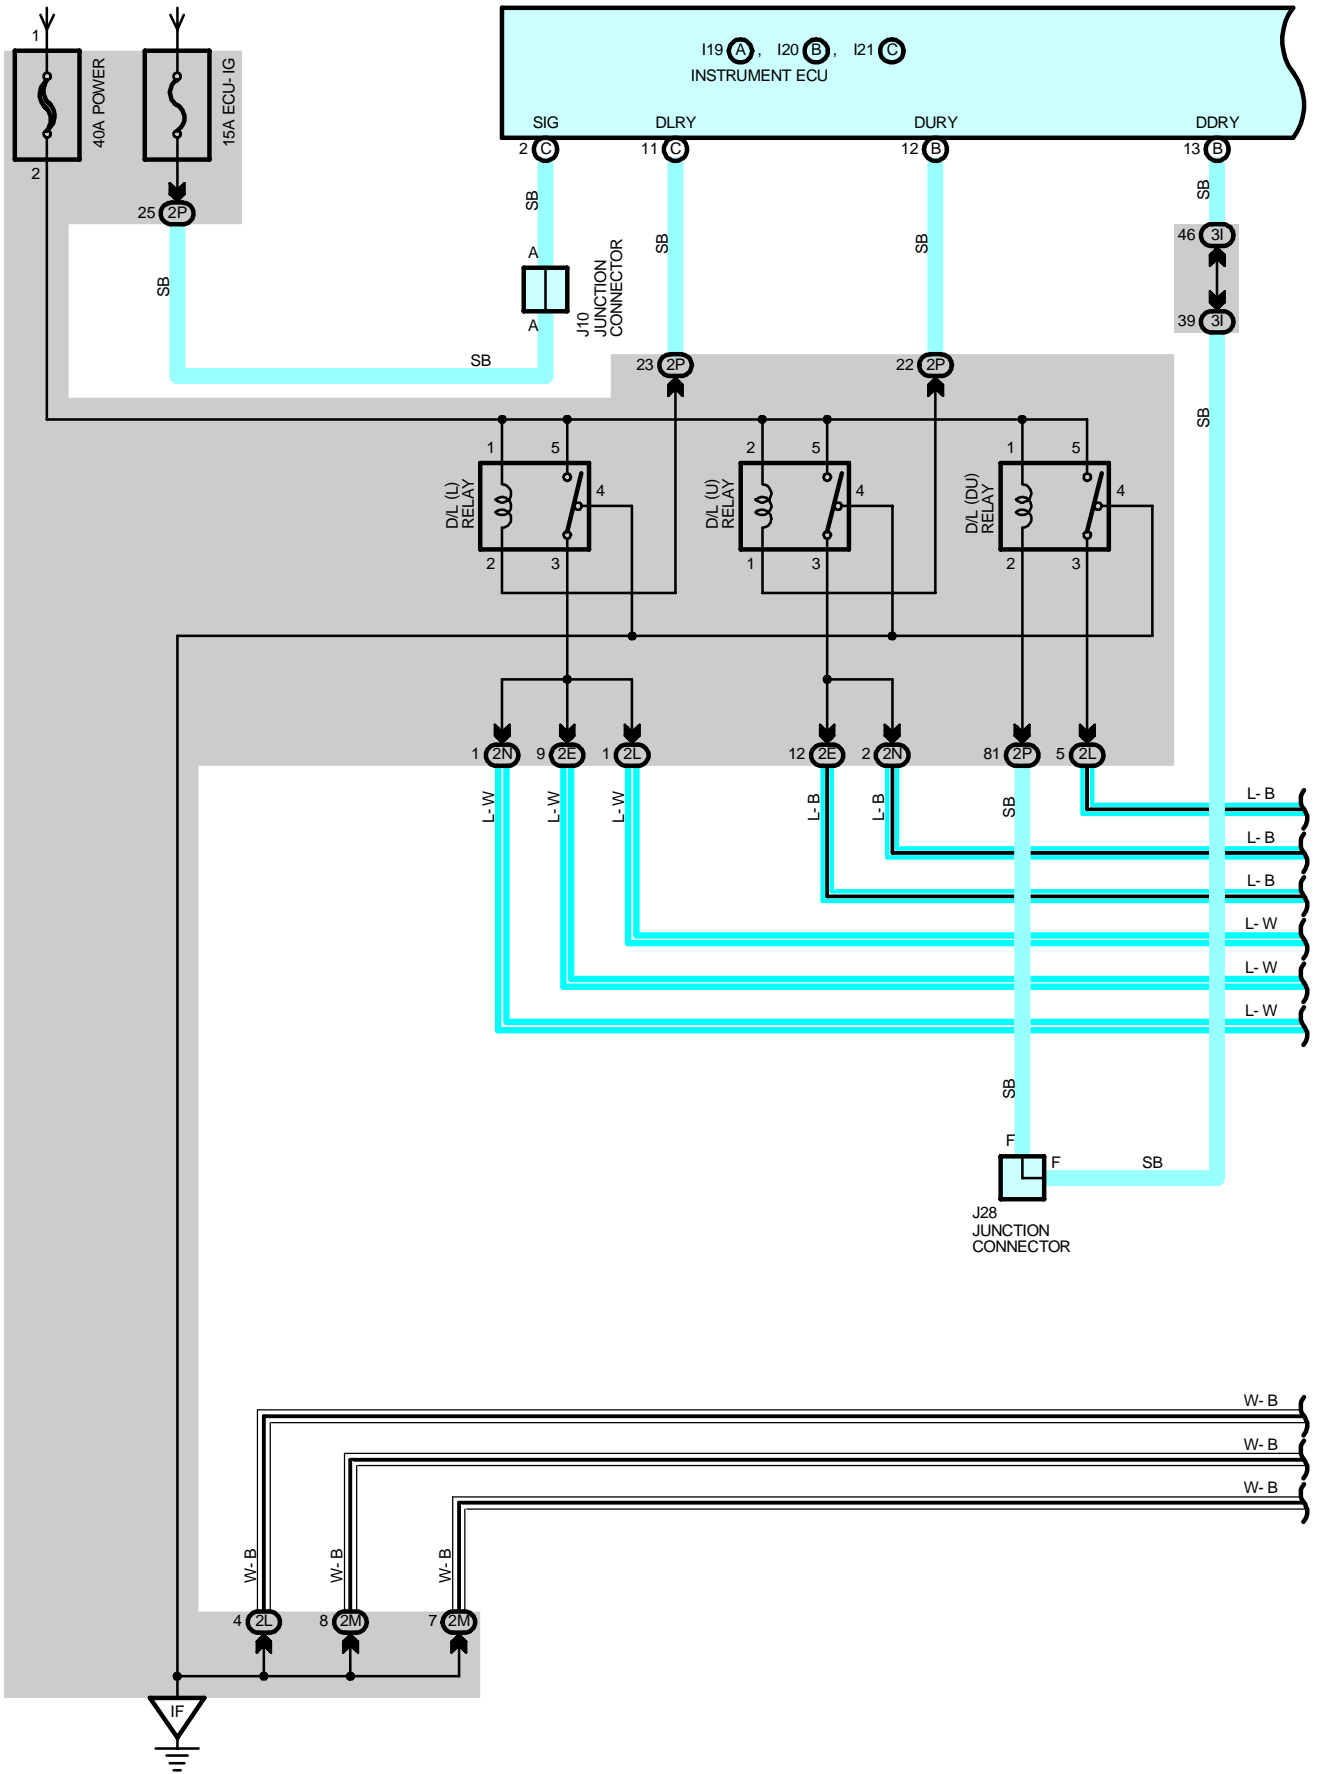 I19 A , I20 B , I21 C
INSTRUMENT ECU
SIG
DLRY
DURY
DDRY
2 C
11 C
12 B
13 B
1
40A POWER
2
15A ECU- IG
25 2P
SB
SB
SB
A
A
J10
JUNCTION
CONNECTOR
SB
SB
SB
46 3I
39 3I
SB
23 2P
22 2P
1
5
4
2
3
D/L (L)
RELAY
2
5
4
1
3
D/L (U)
RELAY
1
5
4
2
3
D/L (DU)
RELAY
1 2N
9 2E
1 2L
12 2E
2 2N
81 2P
5 2L
L- W
L- W
L- W
L- B
L- B
SB
L- B
L- B
L- B
L- W
L- W
L- W
SB
F
F
SB
J28
JUNCTION
CONNECTOR
W- B
W- B
W- B
W- B
W- B
W- B
4 2L
8 2M
7 2M
IF